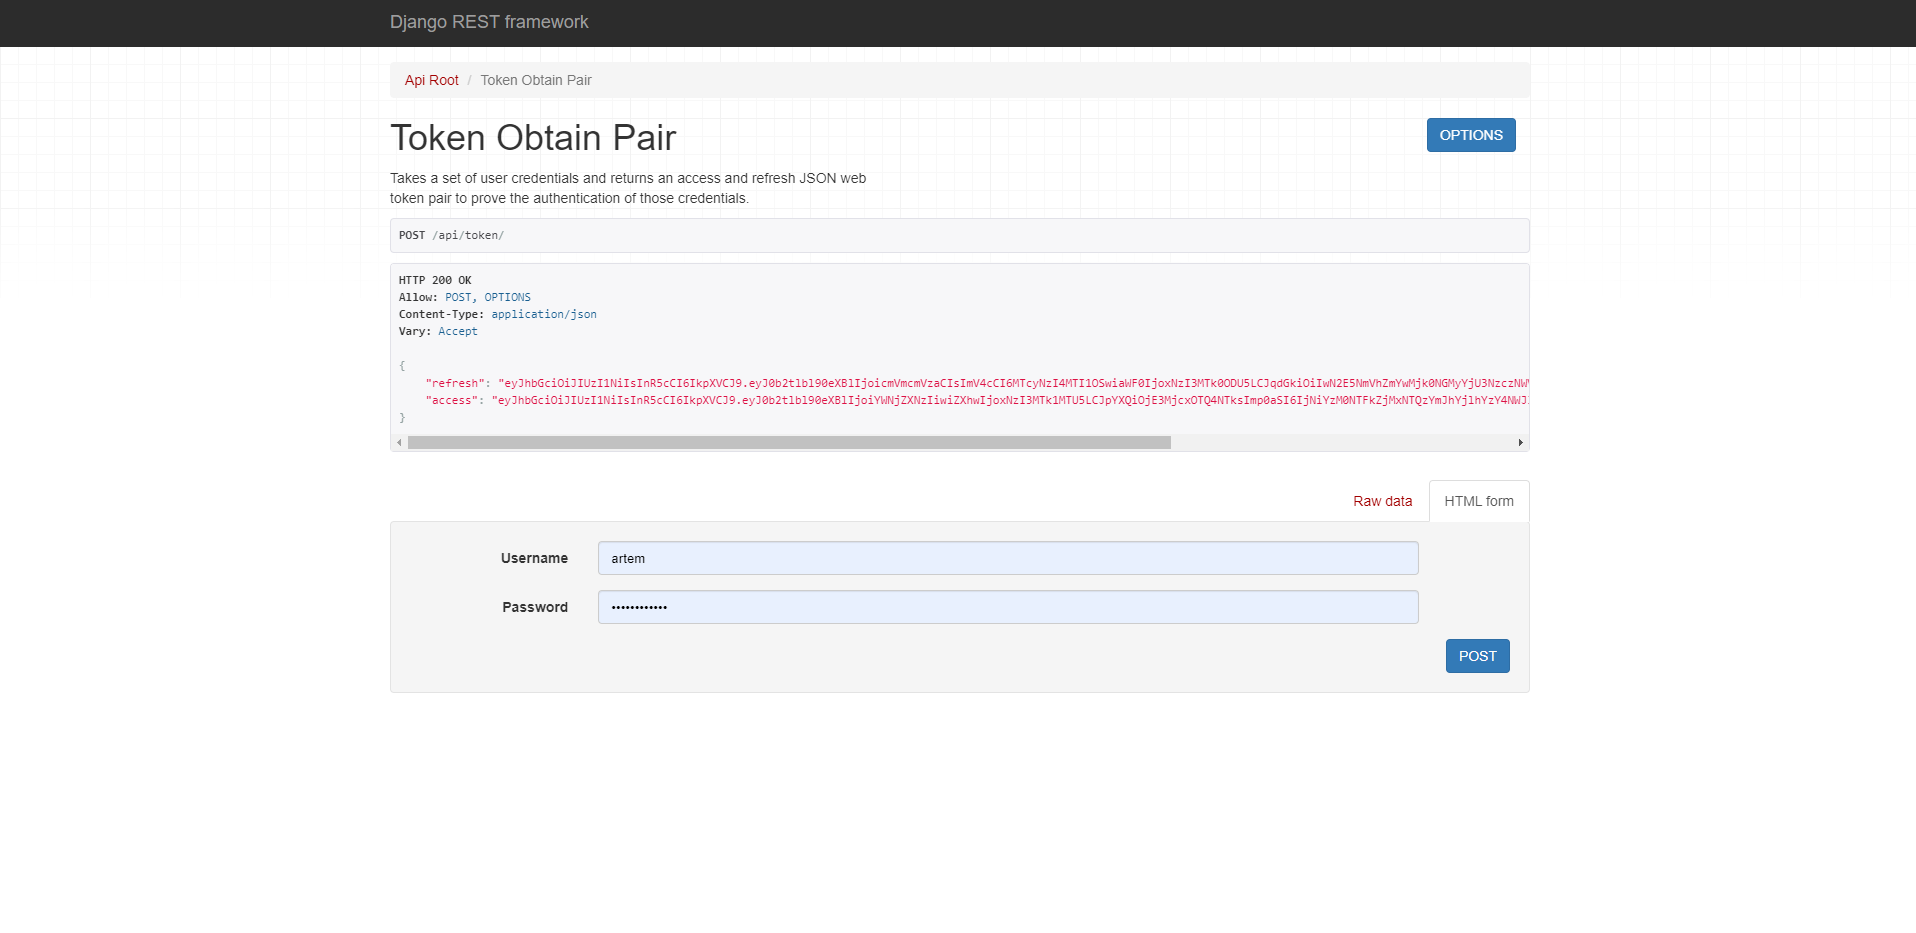 Django REST framework
Api Root / Token Obtain Pair
Token Obtain Pair
OPTIONS
Takes a set of user credentials and returns an access and refresh JSON web
token pair to prove the authentication of those credentials.
POST /api/token/
HTTP 200 OK
Allow: POST, OPTIONS
Content-Type: application/json
Vary: Accept
{
"refresh": "eyJhbGciOiJIUzI1NiIsInR5cCI6IkpXVCJ9.eyJ0b2tlbl90eXBlIjoicmVmcmVzaCIsImV4cCI6MTcyNzI4MTI1OSwiaWF0IjoxNzI3MTk0ODU5LCJqdGkiOiIwN2E5NmVhZmYwMjk0NGMyYjU3NzczNW
"access": "eyJhbGciOiJIUzI1NiIsInR5cCI6IkpXVCJ9.eyJ0b2tlbl90eXBlIjoiYWNjZXNzIiwiZXhwIjoxNzI3MTk1MTU5LCJpYXQiOjE3MjcxOTQ4NTksImp0aSI6IjNiYzM0NTFkZjMxNTQzYmJhYjlhYzY4NWJ
}
Raw data
HTML form
Username
artem
Password
••••••••••••
POST